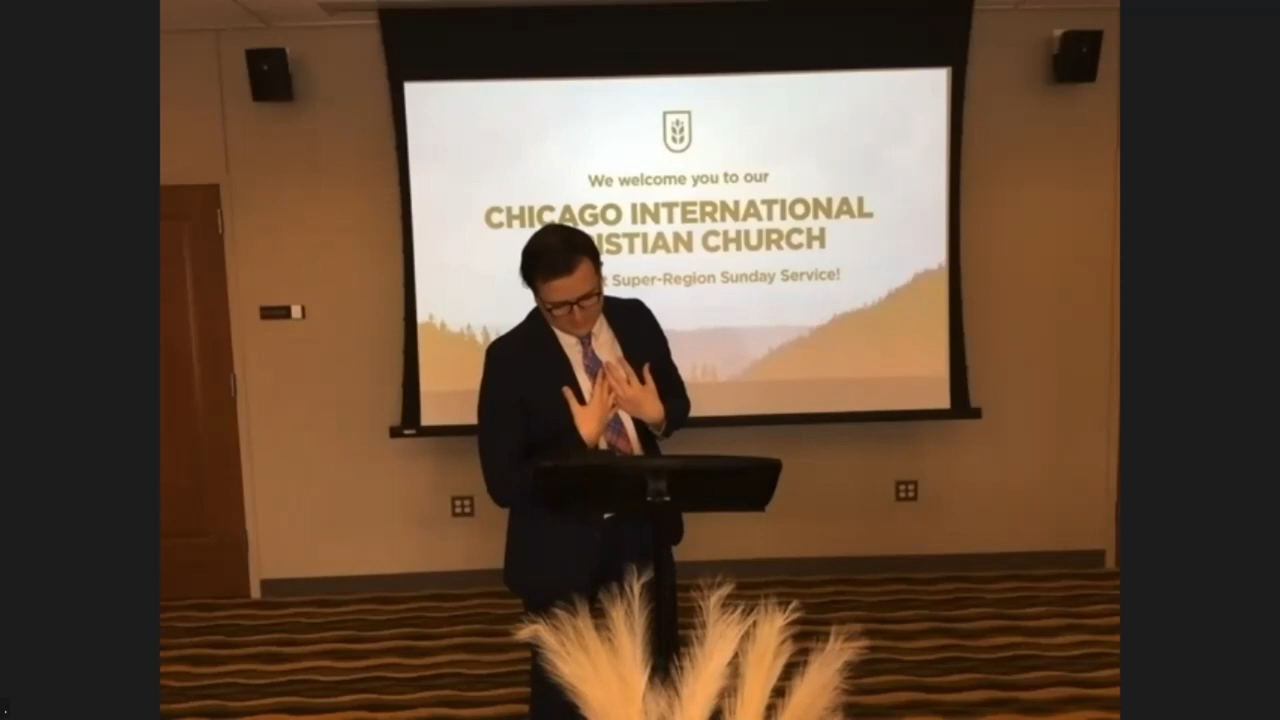 We welcome you to our
CHICAGO INTERNATIONAL
ISTIAN CHURCH
Super-Region Sunday Service!